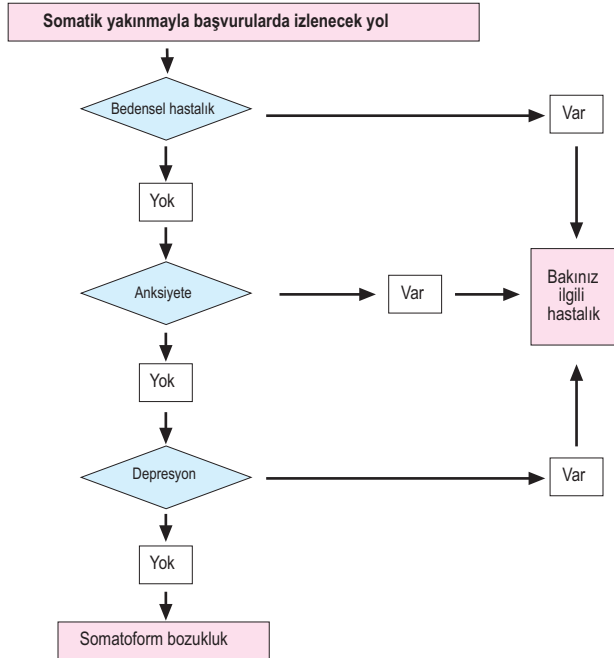 Somatik yakınmayla başvurularda izlenecek yol
Bedensel hastalık
Var
Yok
Anksiyete
Var
Bakınız
ilgili
hastalık
Yok
Depresyon
Var
Yok
Somatoform bozukluk